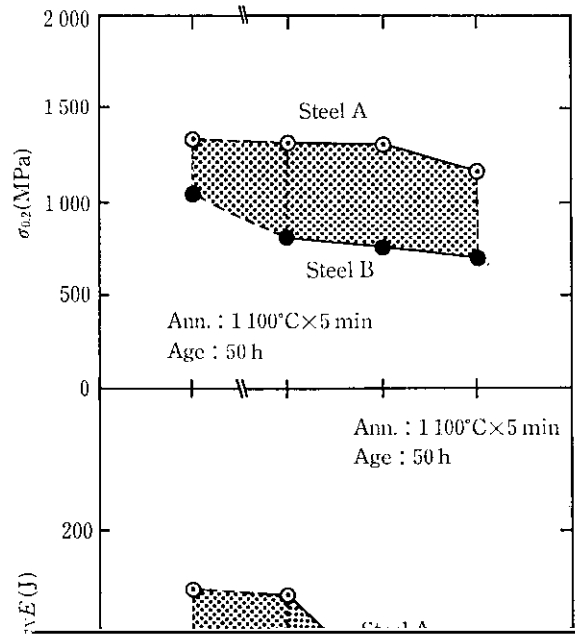 2 000
1 500
Steel A
1 000
σ0.2(MPa)
Steel B
500
Ann. : 1 100°C×5 min
Age : 50 h
0
Ann. : 1 100°C×5 min
Age : 50 h
200
E(J)
Steel A